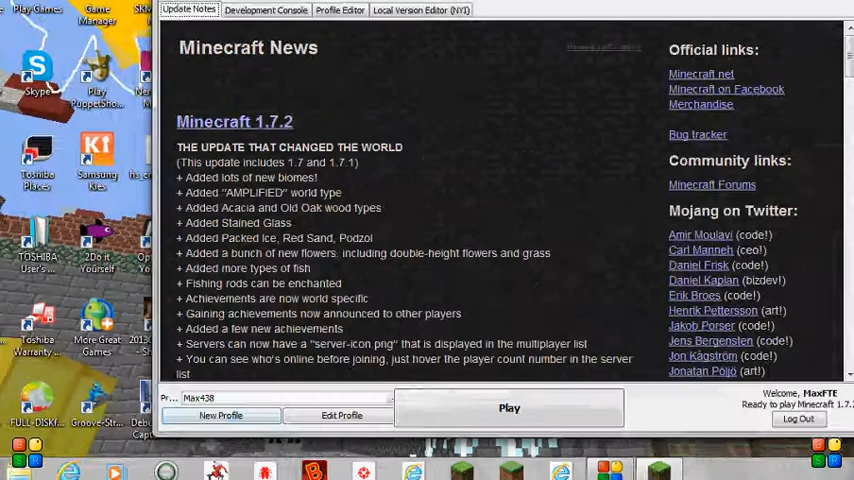 Play Games
Game
Manager
Update Notes
Development Console
Profile Editor
Local Version Editor (NYI)
Minecraft News
Official links:
Minecraft.net
Minecraft on Facebook
Merchandise
Bug tracker
Community links:
Minecraft Forums
Mojang on Twitter:
Amir Moulavi (code!)
Carl Manneh (ceo!)
Daniel Frisk (code!)
Daniel Kaplan (bizdev!)
Erik Broes (code!)
Henrik Pettersson (art!)
Jakob Porser (code!)
Jens Bergensten (code!)
Jon Kågström (code!)
Jonatan Pöljö (art!)
Minecraft 1.7.2
THE UPDATE THAT CHANGED THE WORLD
(This update includes 1.7 and 1.7.1)
+ Added lots of new biomes!
+ Added "AMPLIFIED" world type
+ Added Acacia and Old Oak wood types
+ Added Stained Glass
+ Added Packed Ice, Red Sand, Podzol
+ Added a bunch of new flowers, including double-height flowers and grass
+ Added more types of fish
+ Fishing rods can be enchanted
+ Achievements are now world specific
+ Gaining achievements now announced to other players
+ Added a few new achievements
+ Servers can now have a "server-icon.png" that is displayed in the multiplayer list
+ You can see who's online before joining, just hover the player count number in the server
list
Skype
Play
PuppetSho...
Toshiba
Places
Samsung
Kies
TOSHIBA
User's ...
2Do it
Yourself
Toshiba
Warranty ...
More Great
Games
FULL-DISKf...
Groove-Str...
Pr...
Max438
New Profile
Edit Profile
Play
Welcome, MaxFTE
Ready to play Minecraft 1.7.
Log Out